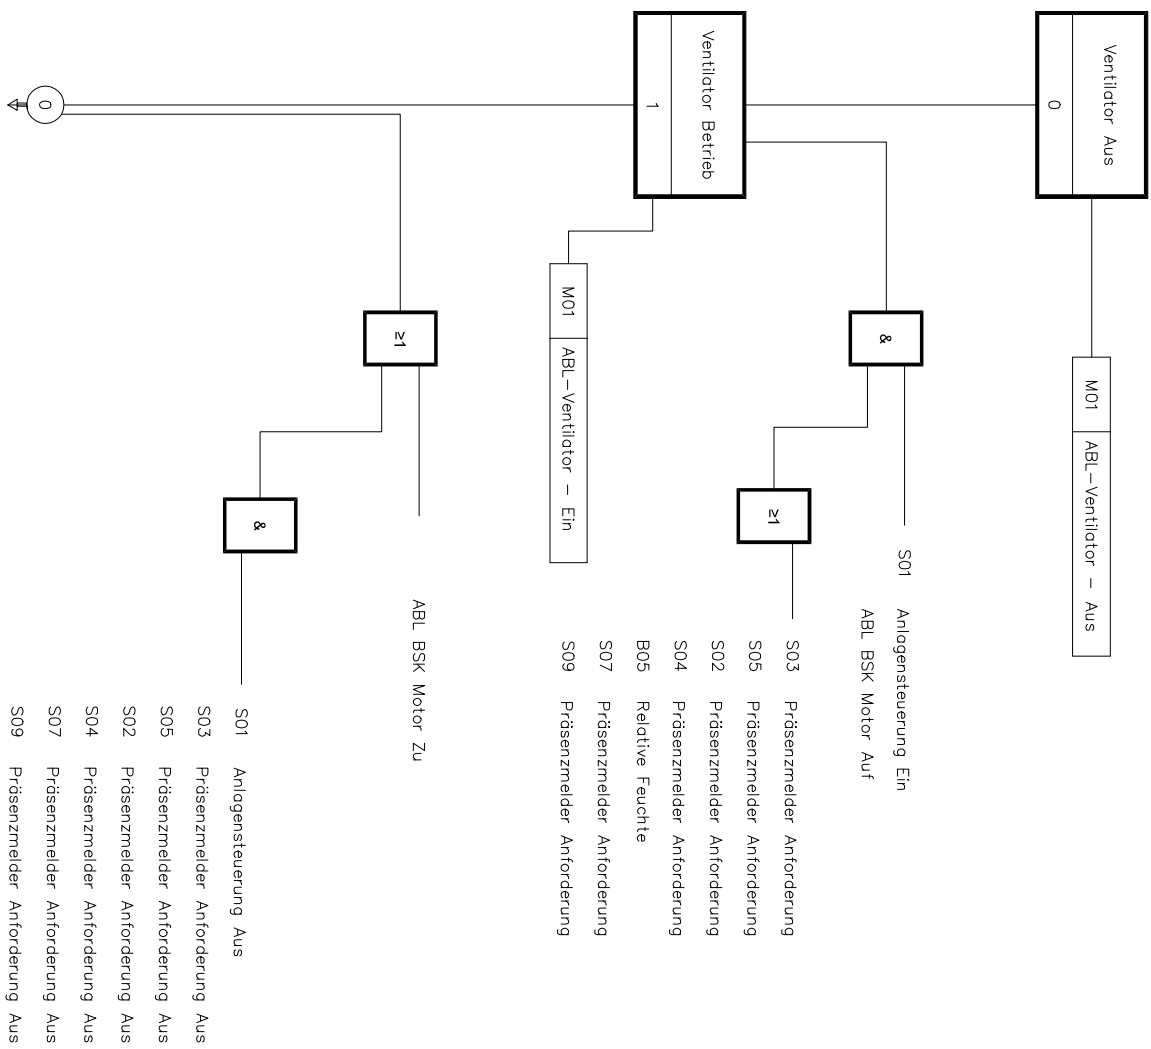 Ventilator Aus
0
M01 ABL-Ventilator - Aus
S01 Anlagensteuerung Ein
&
ABL BSK Motor Auf
≥1
S03 Präsenzmelder Anforderung
S05 Präsenzmelder Anforderung
S02 Präsenzmelder Anforderung
S04 Präsenzmelder Anforderung
B05 Relative Feuchte
S07 Präsenzmelder Anforderung
S09 Präsenzmelder Anforderung
Ventilator Betrieb
1
M01 ABL-Ventilator - Ein
≥1
ABL BSK Motor Zu
&
S01 Anlagensteuerung Aus
S03 Präsenzmelder Anforderung Aus
S05 Präsenzmelder Anforderung Aus
S02 Präsenzmelder Anforderung Aus
S04 Präsenzmelder Anforderung Aus
S07 Präsenzmelder Anforderung Aus
S09 Präsenzmelder Anforderung Aus
0